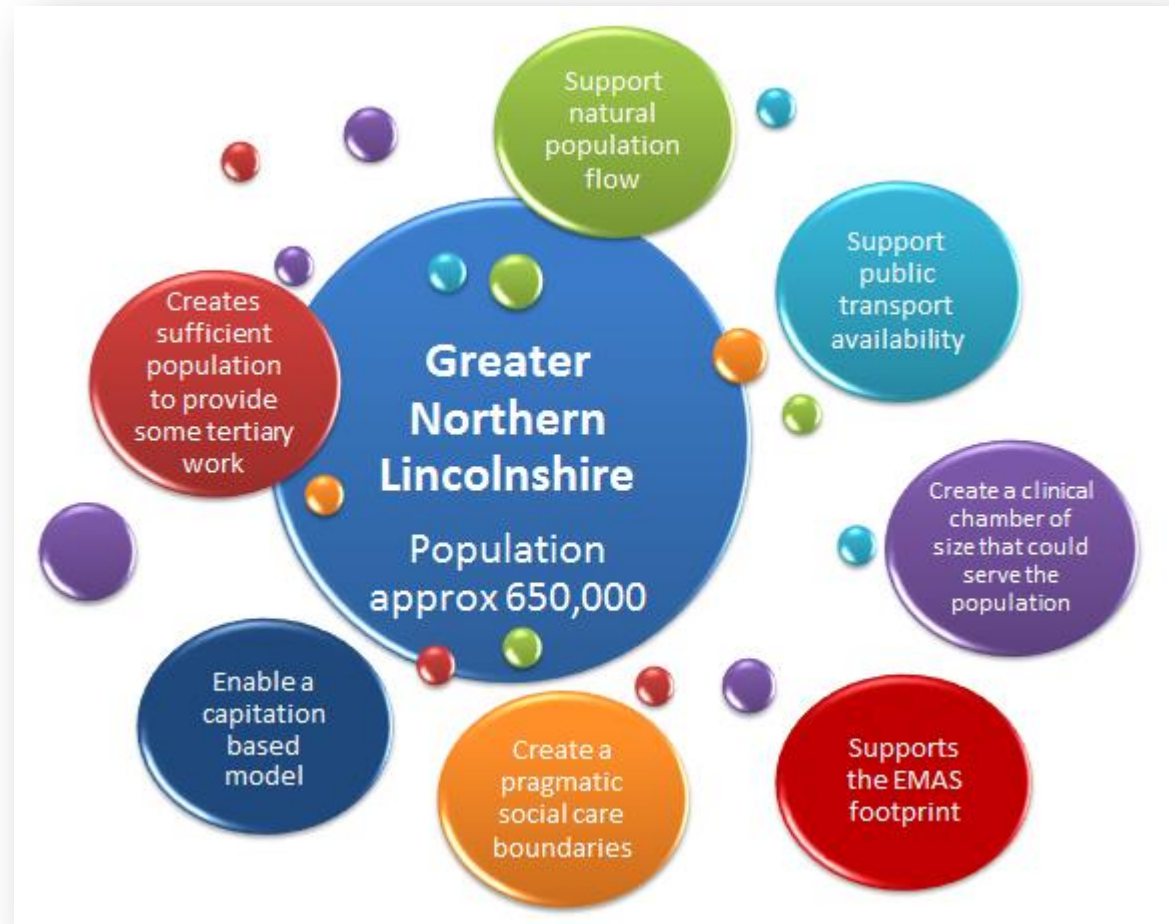 Support
natural
population
flow
Support
public
transport
availability
Creates
sufficient
population
to provide
some tertiary
work
Greater
Northern
Lincolnshire
Population
approx 650,000
Create a clinical
chamber of
size that could
serve the
population
Enable a
capitation
based
model
Create a
pragmatic
social care
boundaries
Supports
the EMAS
footprint